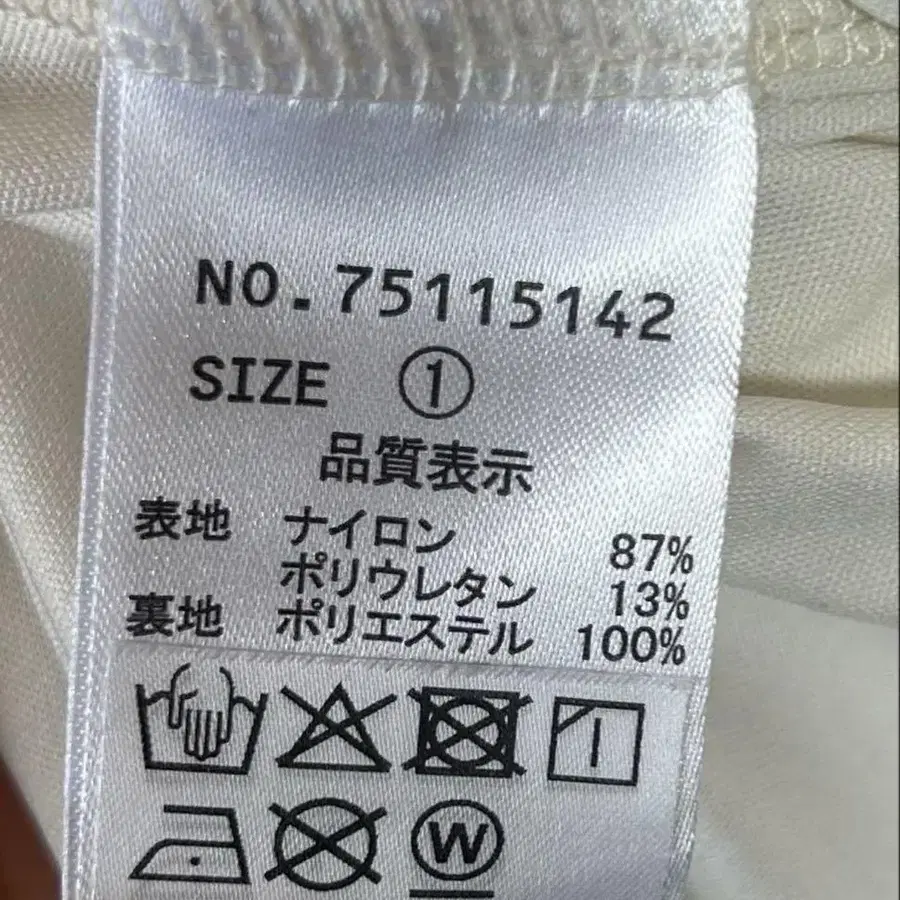 NO.75115142
SIZE ①
品質表示
表地 ナイロン 87%
ポリウレタン 13%
裏地 ポリエステル 100%
W